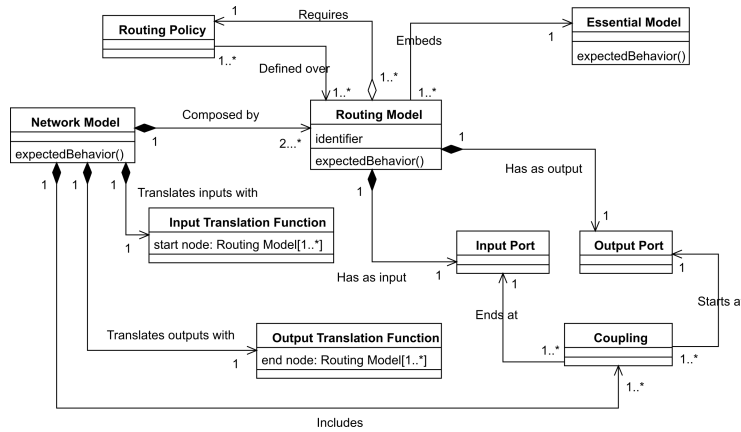 1
Requires
Routing Policy
1..*
Defined over
1..*
1..*
Embeds
1..*
1
Essential Model
expectedBehavior()
Network Model
expectedBehavior()
Composed by
1
2...*
Routing Model
identifier
expectedBehavior()
1
Has as output
1
1
1
1
1
Translates inputs with
1
Input Translation Function
start node: Routing Model[1..*]
Has as input
1
Input Port
1
Output Port
1
Starts a
Ends at
Translates outputs with
1
Output Translation Function
end node: Routing Model[1..*]
1..*
Coupling
1..*
1..*
Includes